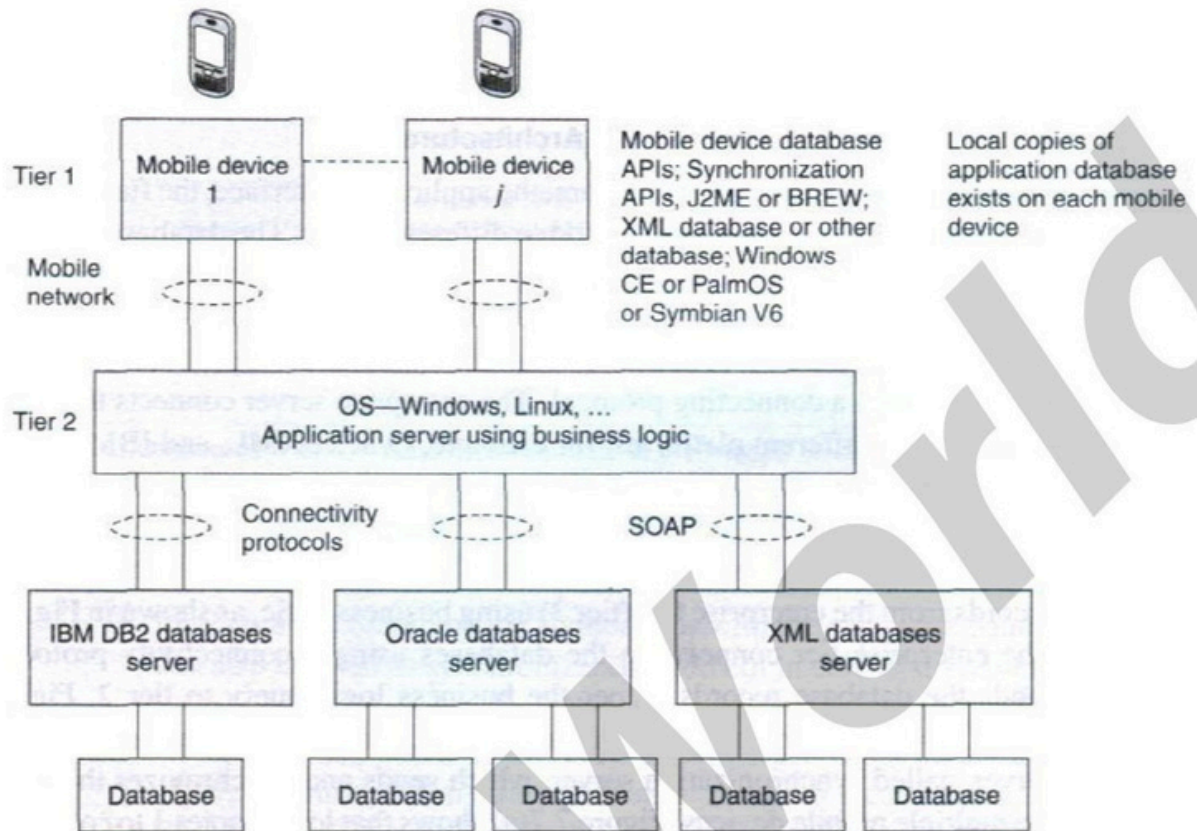 Tier 1
Mobile device
1
Mobile device
j
Mobile device database
APIs; Synchronization
APIs, J2ME or BREW;
XML database or other
database; Windows
CE or PalmOS
or Symbian V6
Local copies of
application database
exists on each mobile
device
Mobile
network
Tier 2
OS—Windows, Linux, ...
Application server using business logic
Connectivity
protocols
SOAP
IBM DB2 databases
server
Oracle databases
server
XML databases
server
Database
Database
Database
Database
Database
World